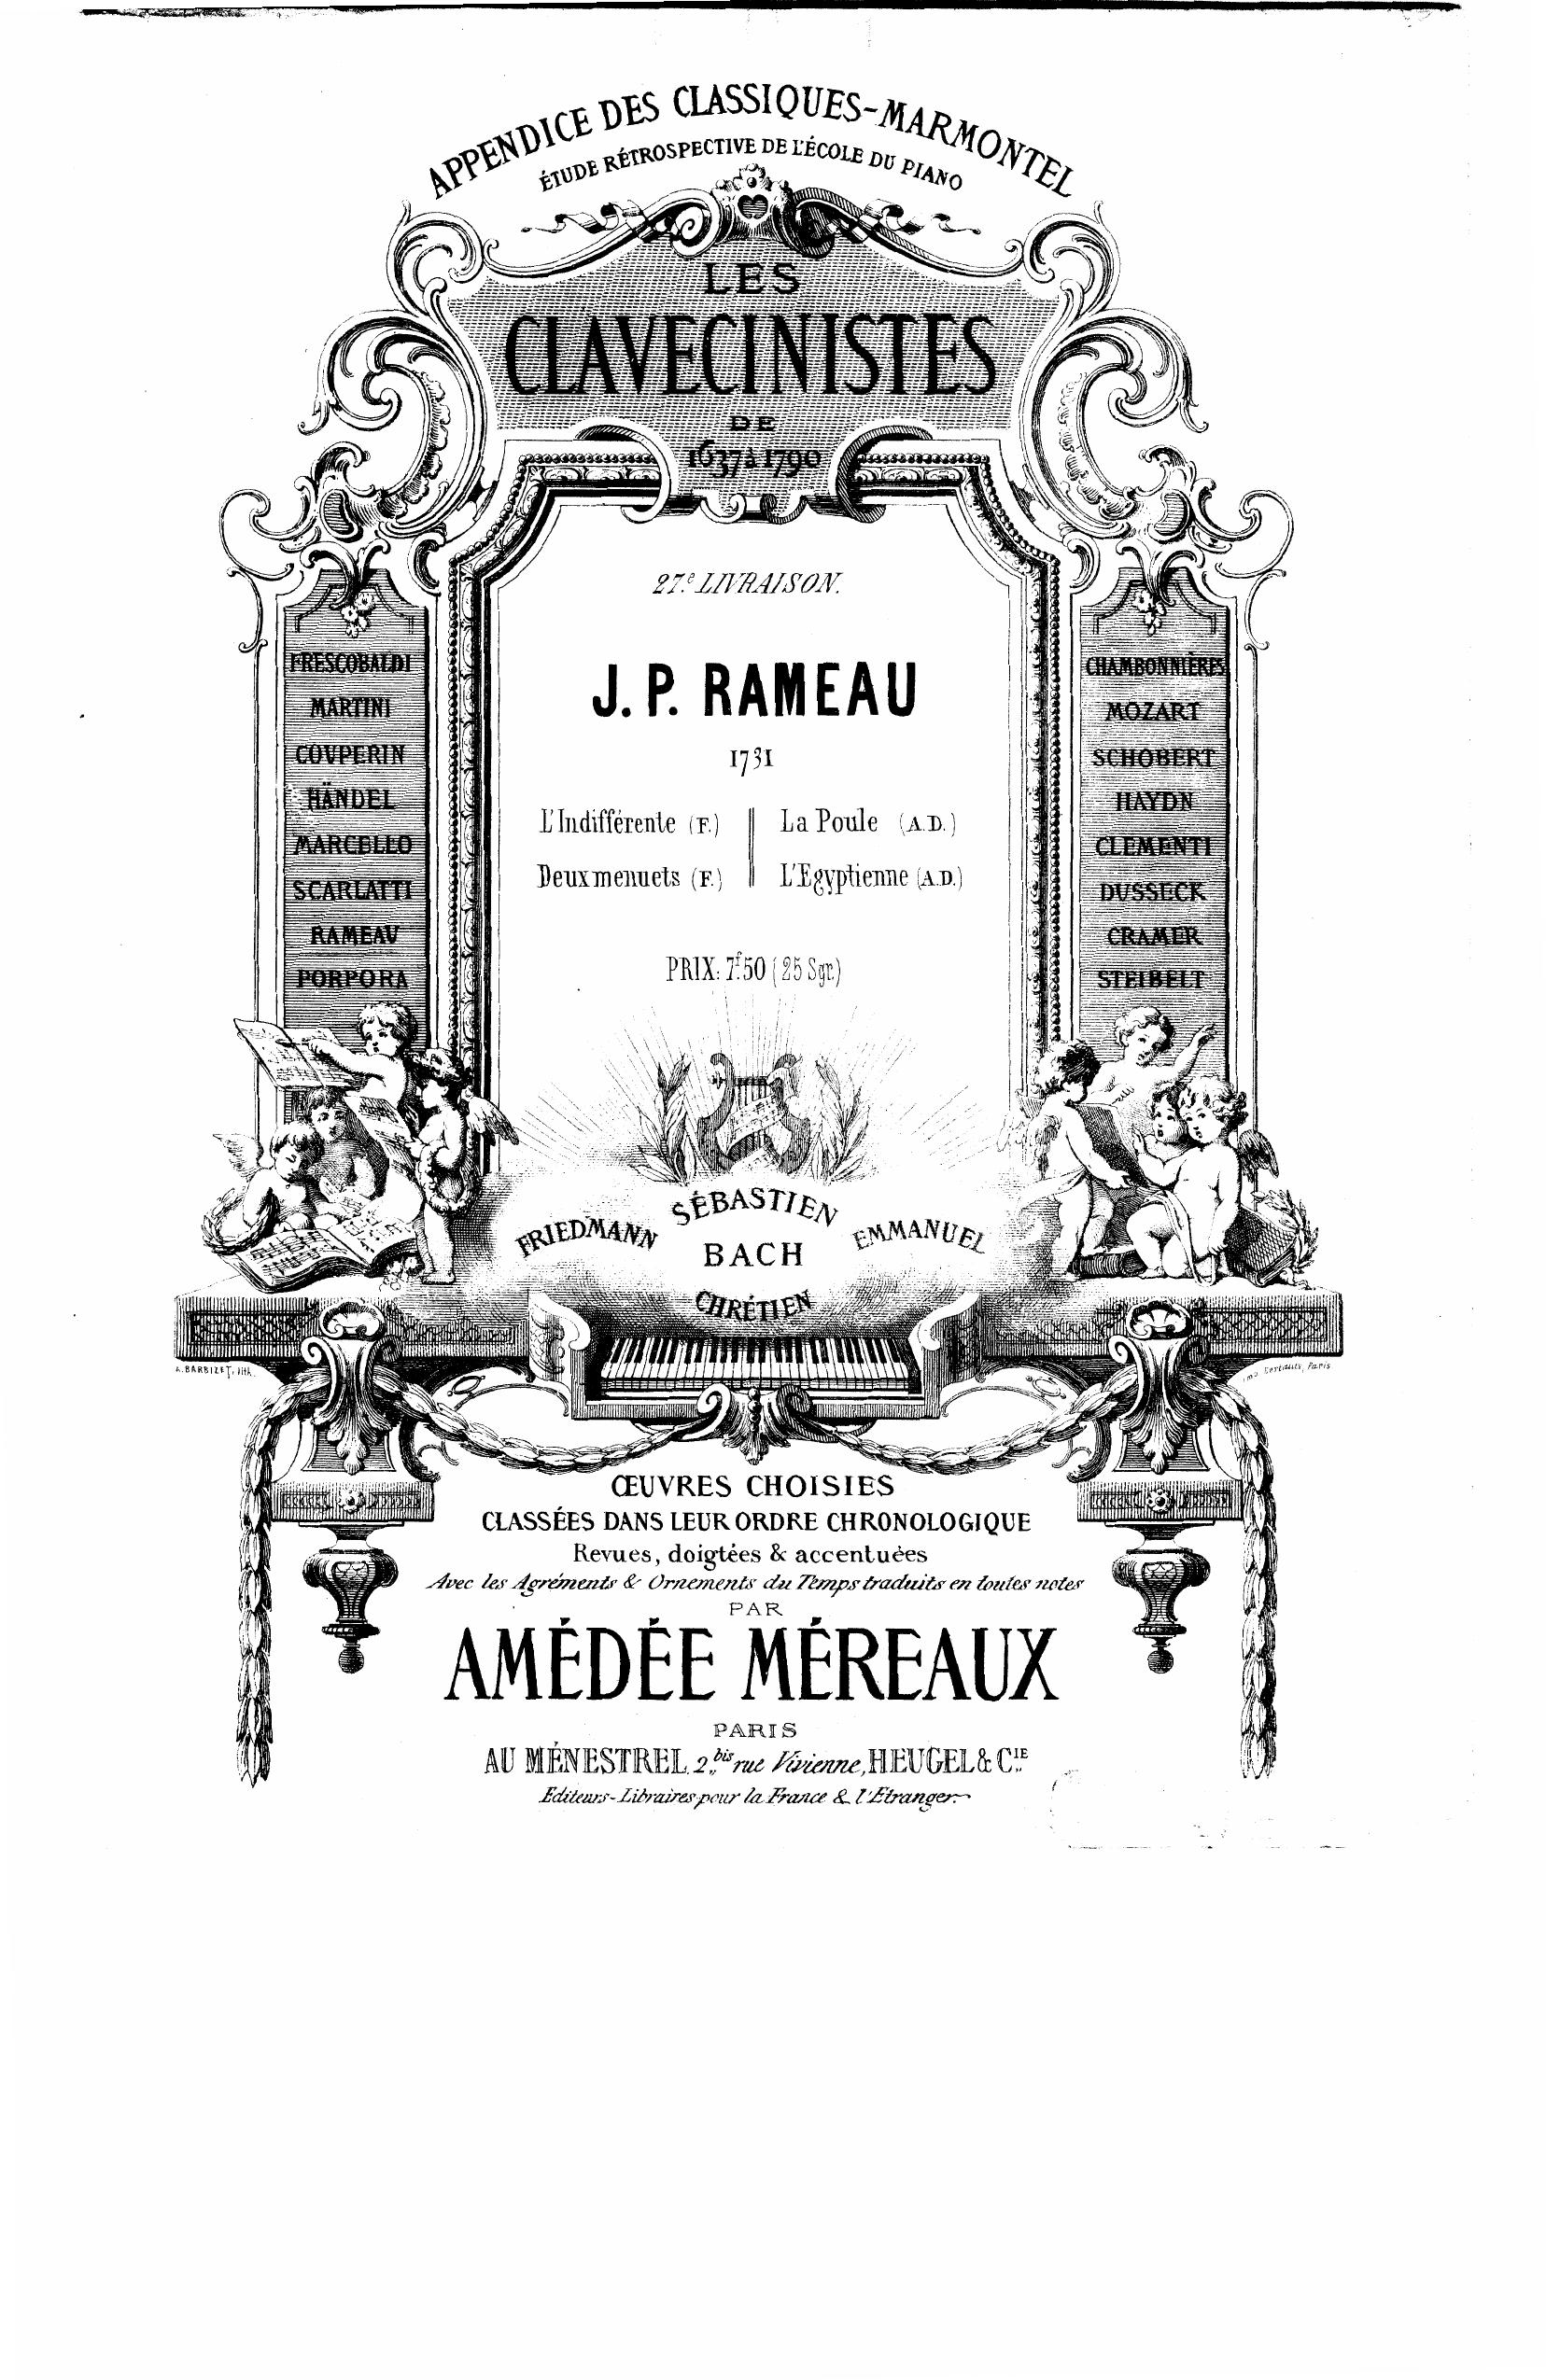 APPENDICE DES CLASSIQUES-MARMONTEL
ÉTUDE RÉTROSPECTIVE DE L'ÉCOLE DU PIANO
LES
CLAVECINISTES
DE
1637 à 1790
27.e LIVRAISON.
J. P. RAMEAU
1731
L'Indifférente (F.)
Deux menuets (F.)
La Poule (A.D.)
L'Egyptienne (A.D.)
PRIX: 7f.50 (25 Sgr.)
FRESCOBALDI
MARTINI
COUPERIN
HÄNDEL
MARCELLO
SCARLATTI
RAMEAU
PORPORA
CHAMBONNIÈRES
MOZART
SCHOBERT
HAYDN
CLEMENTI
DUSSECK
CRAMER
STEIBELT
FRIEDMANN SÉBASTIEN EMMANUEL
BACH
CHRÉTIEN
A. BARBIZET, lith.
Paris
ŒUVRES CHOISIES
CLASSÉES DANS LEUR ORDRE CHRONOLOGIQUE
Revues, doigtées & accentuées
Avec les Agréments & Ornements du Temps traduits en toutes notes
PAR
AMÉDÉE MÉREAUX
PARIS
AU MÉNESTREL, 2bis rue Vivienne, HEUGEL & CIE
Editeurs-Libraires pour la France & l'Etranger.